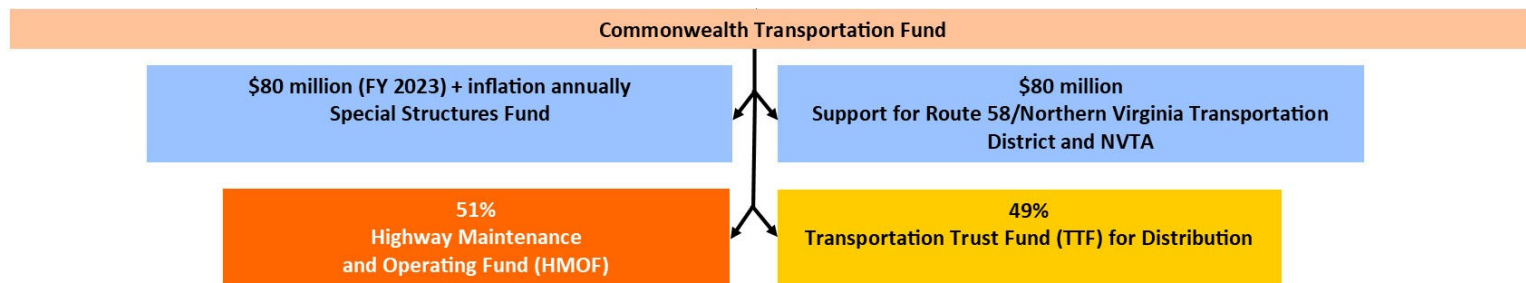 Commonwealth Transportation Fund
$80 million (FY 2023) + inflation annually
Special Structures Fund
$80 million
Support for Route 58/Northern Virginia Transportation
District and NVTA
51%
Highway Maintenance
and Operating Fund (HMOF)
49%
Transportation Trust Fund (TTF) for Distribution